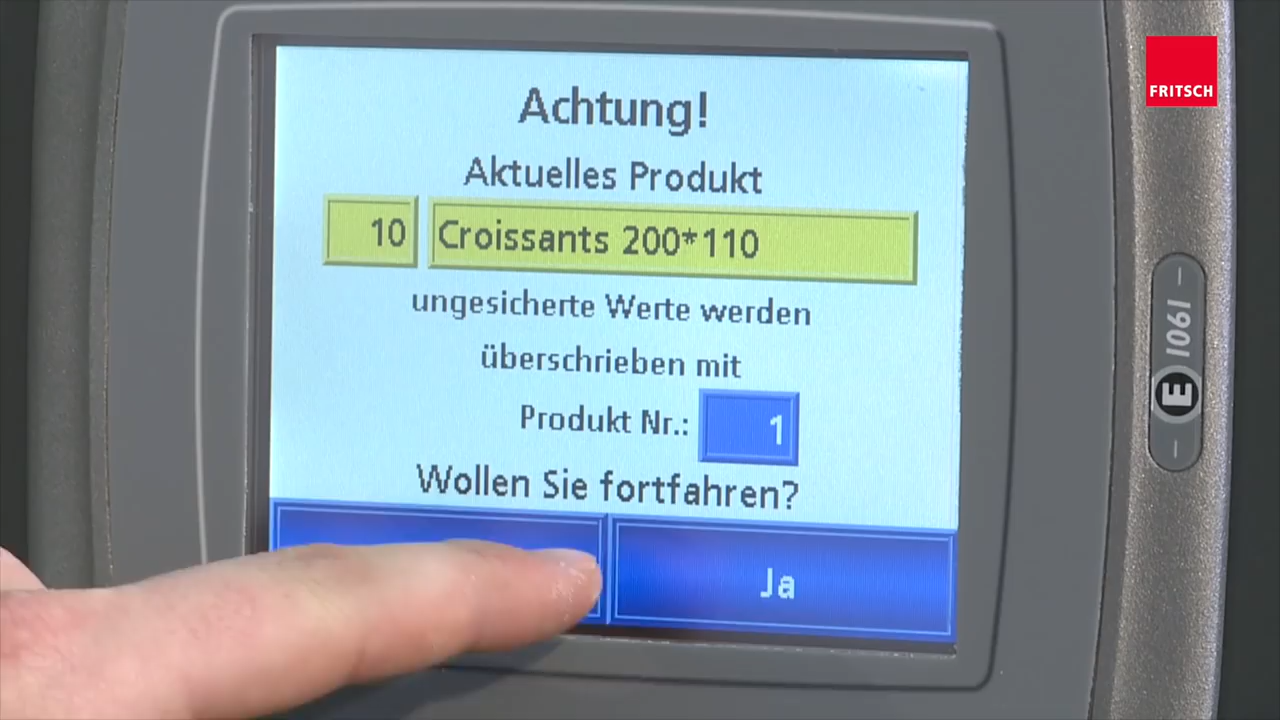 Achtung!
Aktuelles Produkt
10 Croissants 200*110
ungesicherte Werte werden
überschrieben mit
Produkt Nr.: 1
Wollen Sie fortfahren?
Ja
FRITSCH
E 1061